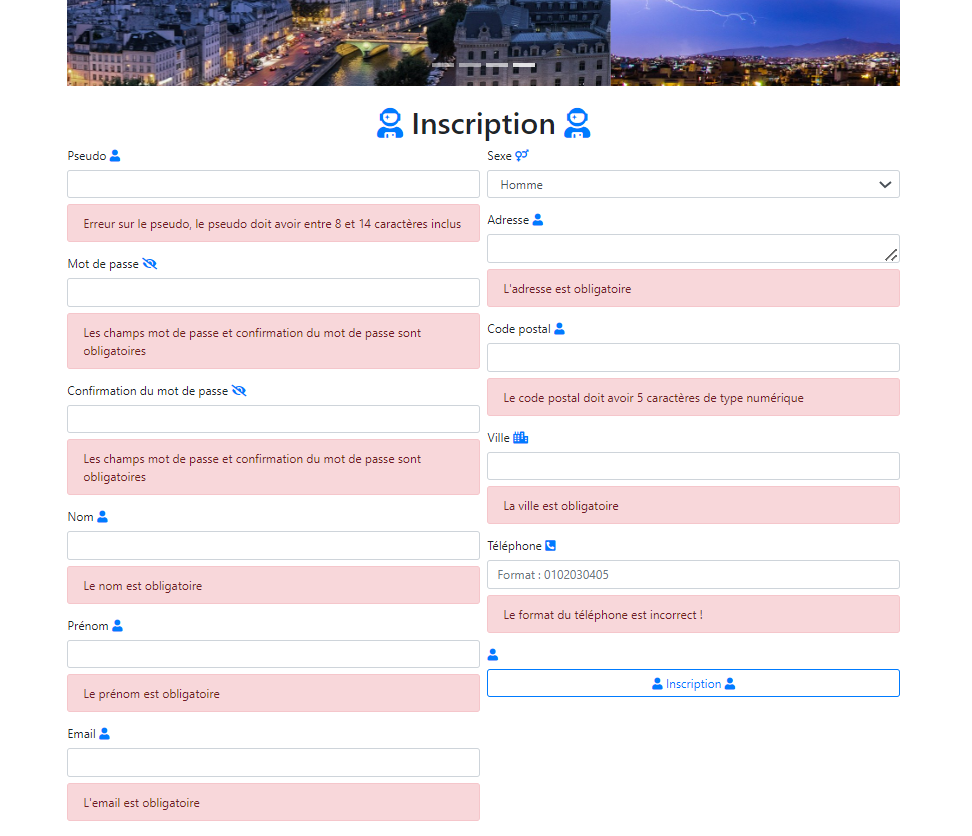 Inscription
Pseudo
Erreur sur le pseudo, le pseudo doit avoir entre 8 et 14 caractères inclus
Mot de passe
Les champs mot de passe et confirmation du mot de passe sont
obligatoires
Confirmation du mot de passe
Les champs mot de passe et confirmation du mot de passe sont
obligatoires
Nom
Le nom est obligatoire
Prénom
Le prénom est obligatoire
Email
L'email est obligatoire
Sexe
Homme
Adresse
L'adresse est obligatoire
Code postal
Le code postal doit avoir 5 caractères de type numérique
Ville
La ville est obligatoire
Téléphone
Format : 0102030405
Le format du téléphone est incorrect !
Inscription